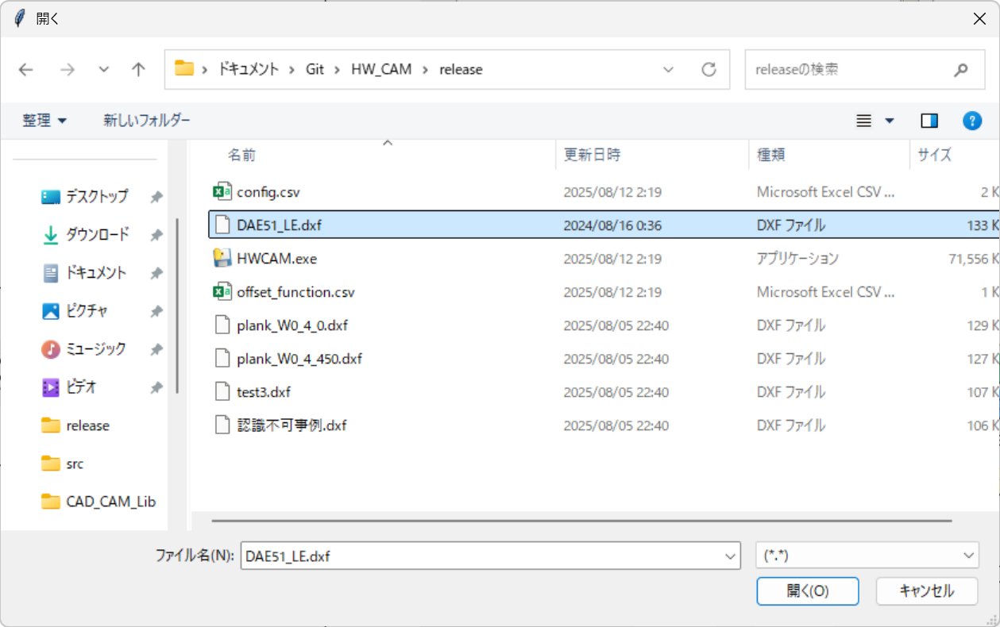 開く
ドキュメント › Git › HW_CAM › release
releaseの検索
整理 新しいフォルダー
名前 更新日時 種類 サイズ
デスクトップ
ダウンロード
ドキュメント
ピクチャ
ミュージック
ビデオ
release
src
CAD_CAM_Lib
config.csv 2025/08/12 2:19 Microsoft Excel CSV ... 2 K
DAE51_LE.dxf 2024/08/16 0:36 DXF ファイル 133 K
HWCAM.exe 2025/08/12 2:19 アプリケーション 71,556 K
offset_function.csv 2025/08/12 2:19 Microsoft Excel CSV ... 1 K
plank_W0_4_0.dxf 2025/08/05 22:40 DXF ファイル 129 K
plank_W0_4_450.dxf 2025/08/05 22:40 DXF ファイル 127 K
test3.dxf 2025/08/05 22:40 DXF ファイル 107 K
認識不可事例.dxf 2025/08/05 22:40 DXF ファイル 106 K
ファイル名(N): DAE51_LE.dxf (*.*)
開く(O) キャンセル